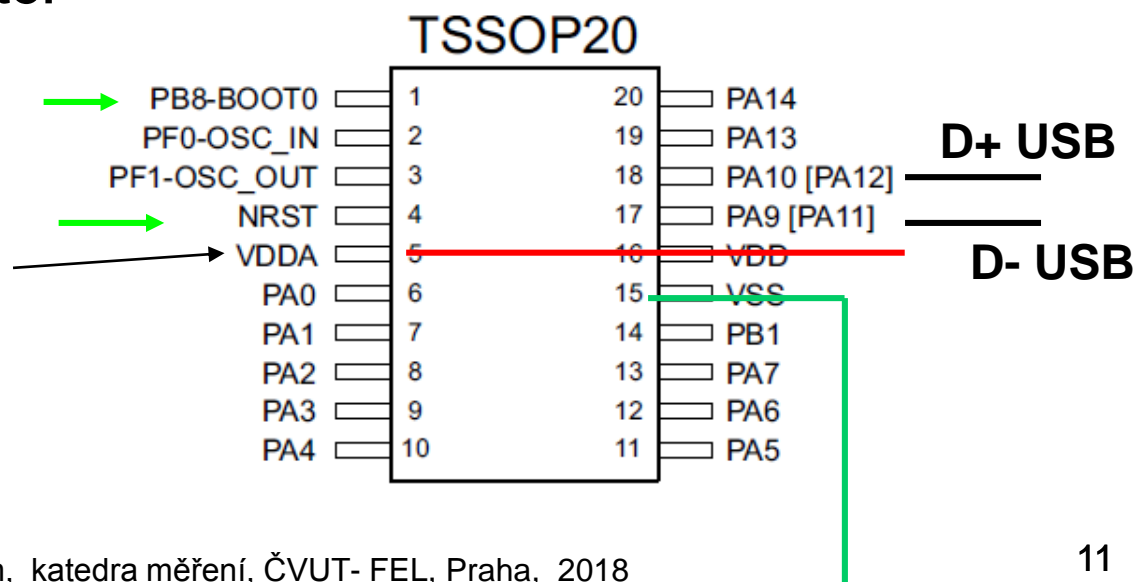 TSSOP20
PB8-BOOT0 1 20 PA14
PF0-OSC_IN 2 19 PA13
D+ USB
PF1-OSC_OUT 3 18 PA10 [PA12]
NRST 4 17 PA9 [PA11]
VDDA 5 16 VDD
D- USB
PA0 6 15 VSS
PA1 7 14 PB1
PA2 8 13 PA7
PA3 9 12 PA6
PA4 10 11 PA5
katedra měření, ČVUT- FEL, Praha, 2018
11